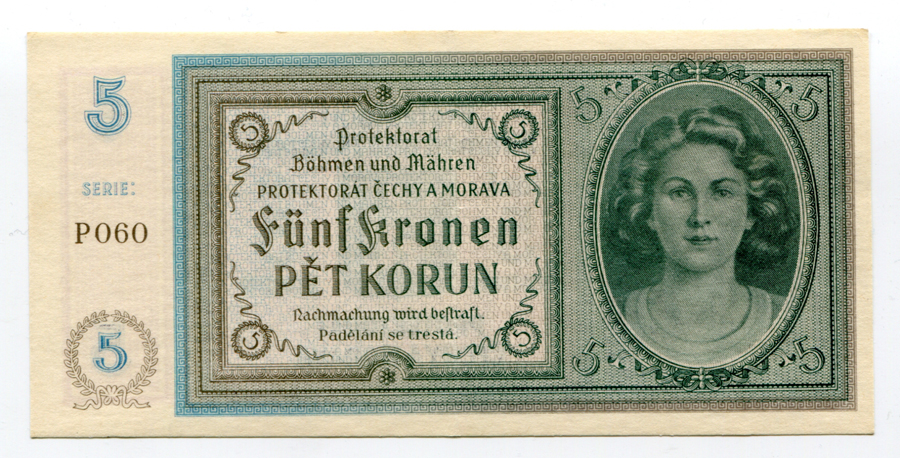 5
SERIE:
P060
5
Protektorat
Böhmen und Mähren
PROTEKTORÁT ČECHY A MORAVA
Fünf Kronen
PĚT KORUN
Nachmachung wird bestraft.
Padělání se trestá.
5
5
5
5
5
5
5
5